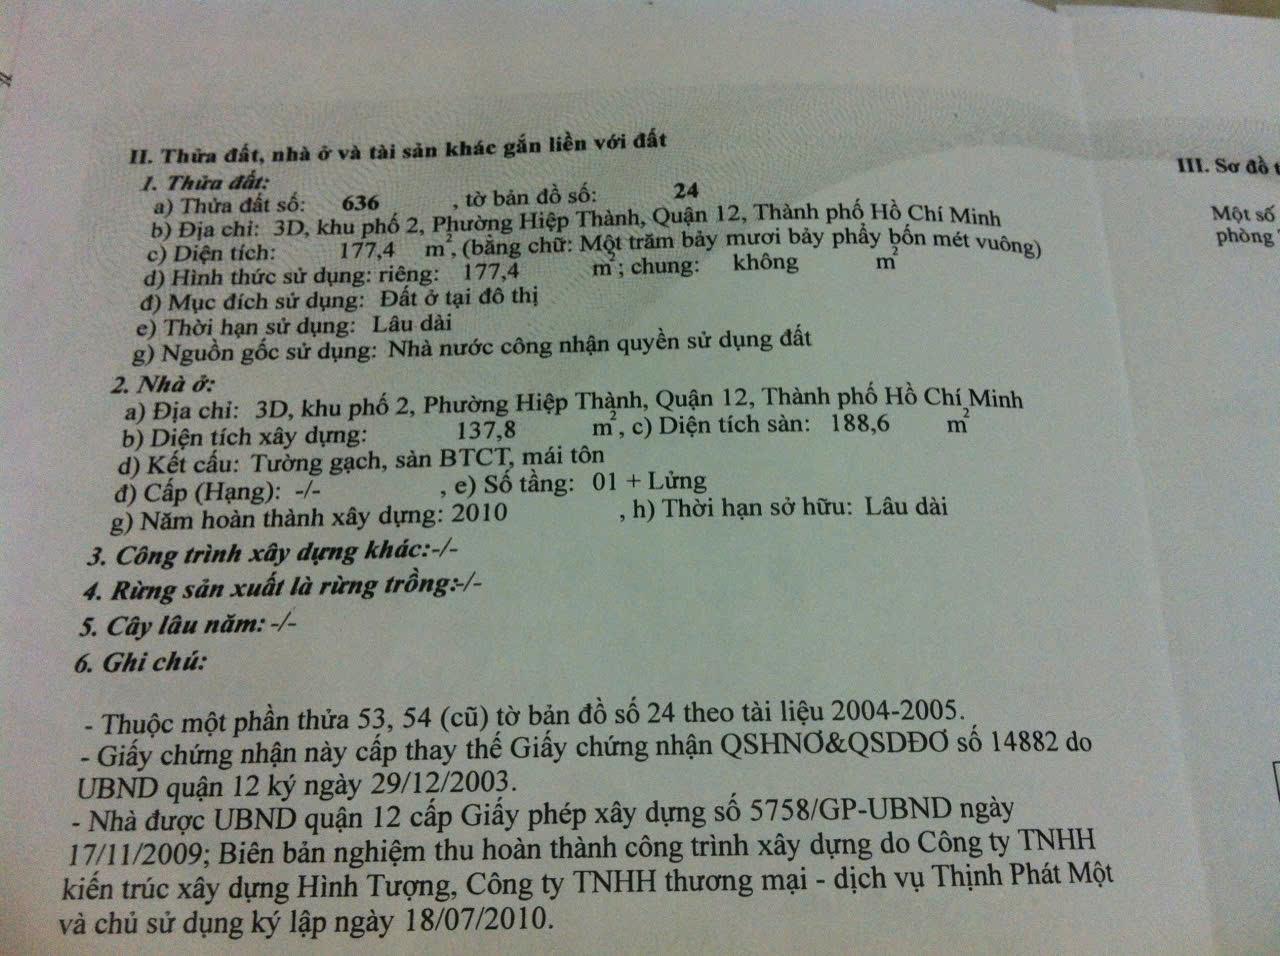 II. Thửa đất, nhà ở và tài sản khác gắn liền với đất
1. Thửa đất:
a) Thửa đất số: 636 , tờ bản đồ số: 24
b) Địa chỉ: 3D, khu phố 2, Phường Hiệp Thành, Quận 12, Thành phố Hồ Chí Minh
c) Diện tích: 177,4 m², (bằng chữ: Một trăm bảy mươi bảy phẩy bốn mét vuông)
d) Hình thức sử dụng: riêng: 177,4 m² ; chung: không m²
đ) Mục đích sử dụng: Đất ở tại đô thị
e) Thời hạn sử dụng: Lâu dài
g) Nguồn gốc sử dụng: Nhà nước công nhận quyền sử dụng đất
2. Nhà ở:
a) Địa chỉ: 3D, khu phố 2, Phường Hiệp Thành, Quận 12, Thành phố Hồ Chí Minh
b) Diện tích xây dựng: 137,8 m², c) Diện tích sàn: 188,6 m²
d) Kết cấu: Tường gạch, sàn BTCT, mái tôn
đ) Cấp (Hạng): -/- , e) Số tầng: 01 + Lửng
g) Năm hoàn thành xây dựng: 2010 , h) Thời hạn sở hữu: Lâu dài
3. Công trình xây dựng khác:-/-
4. Rừng sản xuất là rừng trồng:-/-
5. Cây lâu năm: -/-
6. Ghi chú:
- Thuộc một phần thửa 53, 54 (cũ) tờ bản đồ số 24 theo tài liệu 2004-2005.
- Giấy chứng nhận này cấp thay thế Giấy chứng nhận QSHNƠ&QSDĐƠ số 14882 do
UBND quận 12 ký ngày 29/12/2003.
- Nhà được UBND quận 12 cấp Giấy phép xây dựng số 5758/GP-UBND ngày
17/11/2009; Biên bản nghiệm thu hoàn thành công trình xây dựng do Công ty TNHH
kiến trúc xây dựng Hình Tượng, Công ty TNHH thương mại - dịch vụ Thịnh Phát Một
và chủ sử dụng ký lập ngày 18/07/2010.
III. Sơ đồ t
Một số
phòng